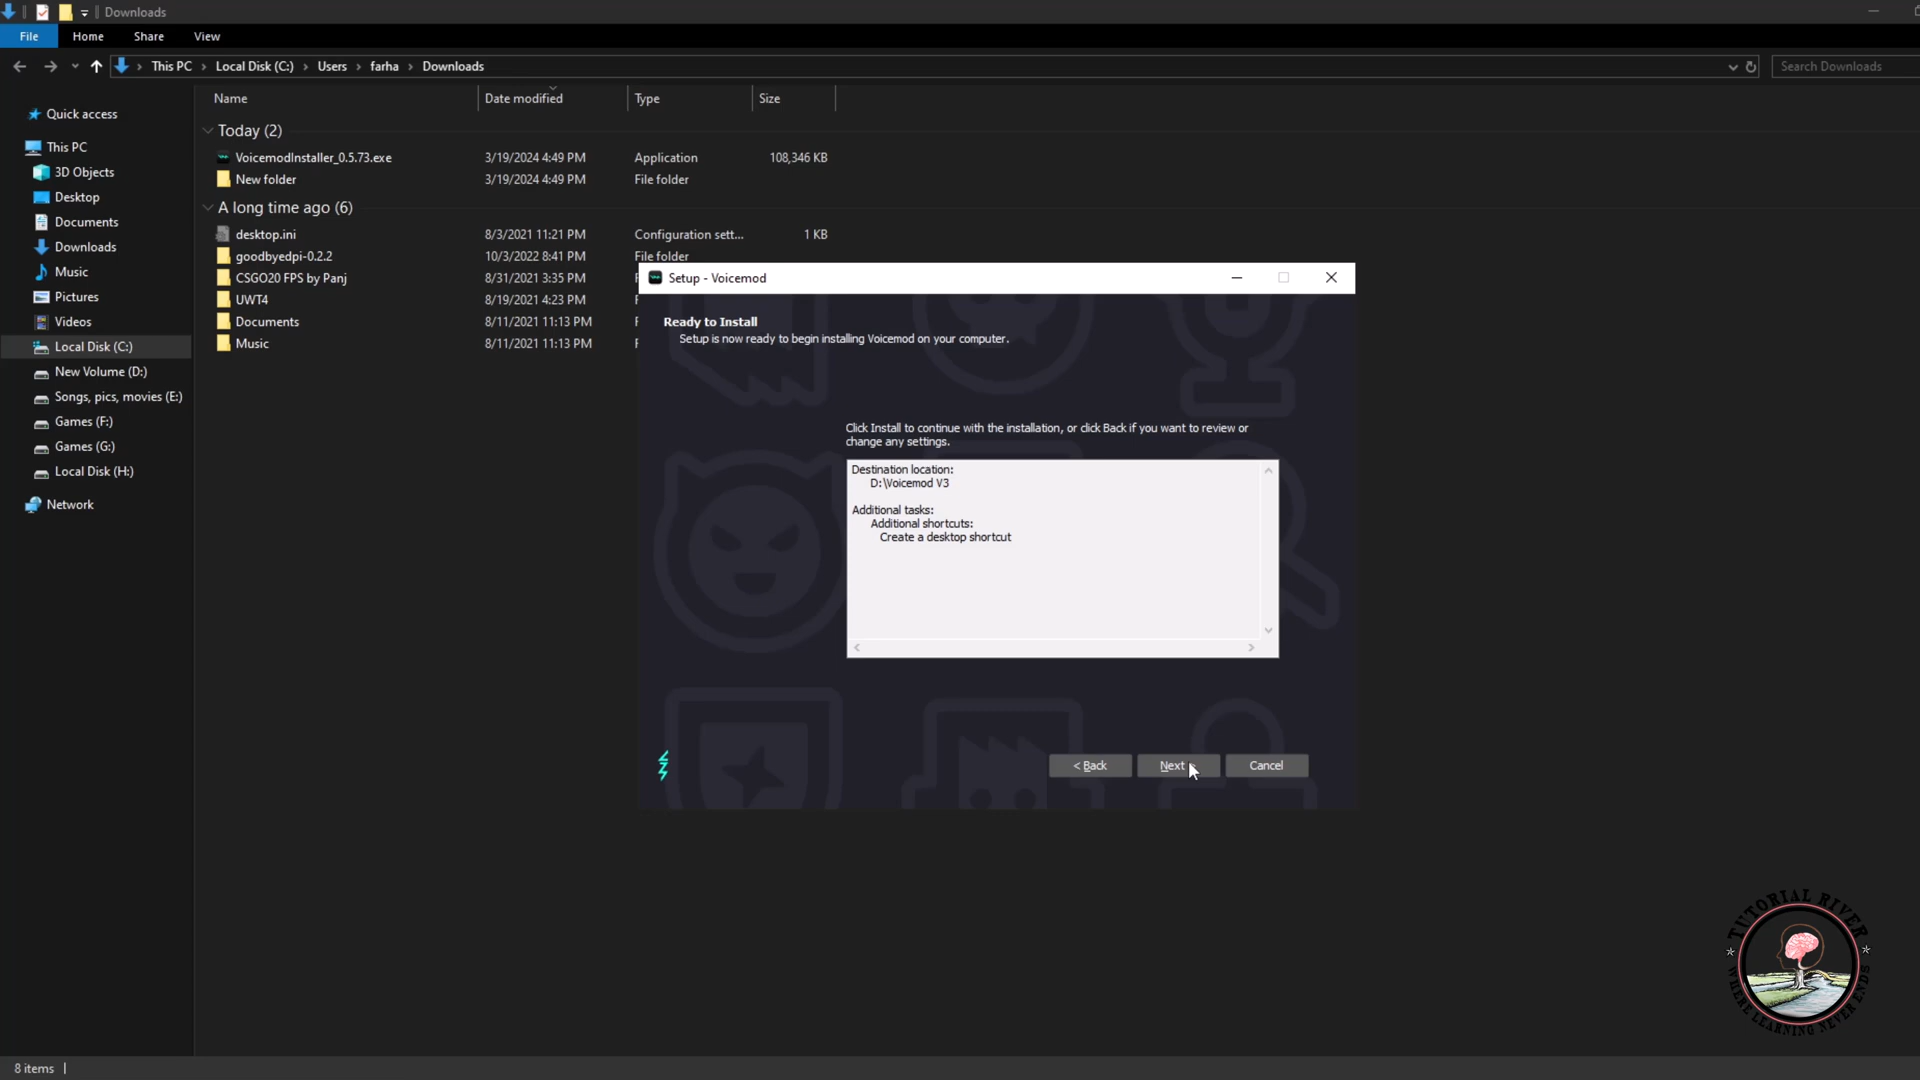 Downloads
File Home Share View
This PC Local Disk (C:) Users farha Downloads Search Downloads
Name Date modified Type Size
Quick access
This PC
3D Objects
Desktop
Documents
Downloads
Music
Pictures
Videos
Local Disk (C:)
New Volume (D:)
Songs, pics, movies (E:)
Games (F:)
Games (G:)
Local Disk (H:)
Network
Today (2)
VoicemodInstaller_0.5.73.exe 3/19/2024 4:49 PM Application 108,346 KB
New folder 3/19/2024 4:49 PM File folder
A long time ago (6)
desktop.ini 8/3/2021 11:21 PM Configuration sett... 1 KB
goodbyedpi-0.2.2 10/3/2022 8:41 PM File folder
CSGO20 FPS by Panj 8/31/2021 3:35 PM
UWT4 8/19/2021 4:23 PM
Documents 8/11/2021 11:13 PM
Music 8/11/2021 11:13 PM
Setup - Voicemod
Ready to Install
Setup is now ready to begin installing Voicemod on your computer.
Click Install to continue with the installation, or click Back if you want to review or
change any settings.
Destination location:
D:\Voicemod V3
Additional tasks:
Additional shortcuts:
Create a desktop shortcut
< Back Next Cancel
TUTORIAL RIVER
WHERE LEARNING NEVER ENDS
8 items